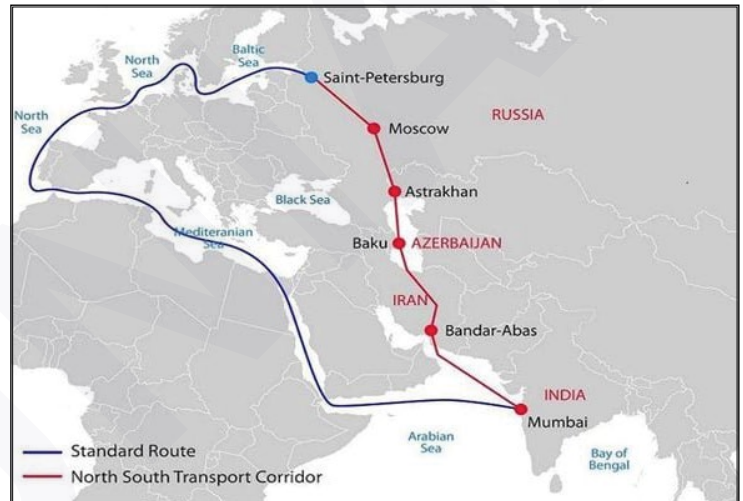 North
Sea
Baltic
Sea
Saint-Petersburg
North
Sea
Moscow
RUSSIA
Astrakhan
Black Sea
Mediteranian
Sea
Baku
AZERBAIJAN
IRAN
Bandar-Abas
INDIA
Mumbai
Arabian
Sea
Bay of
Bengal
Standard Route
North South Transport Corridor